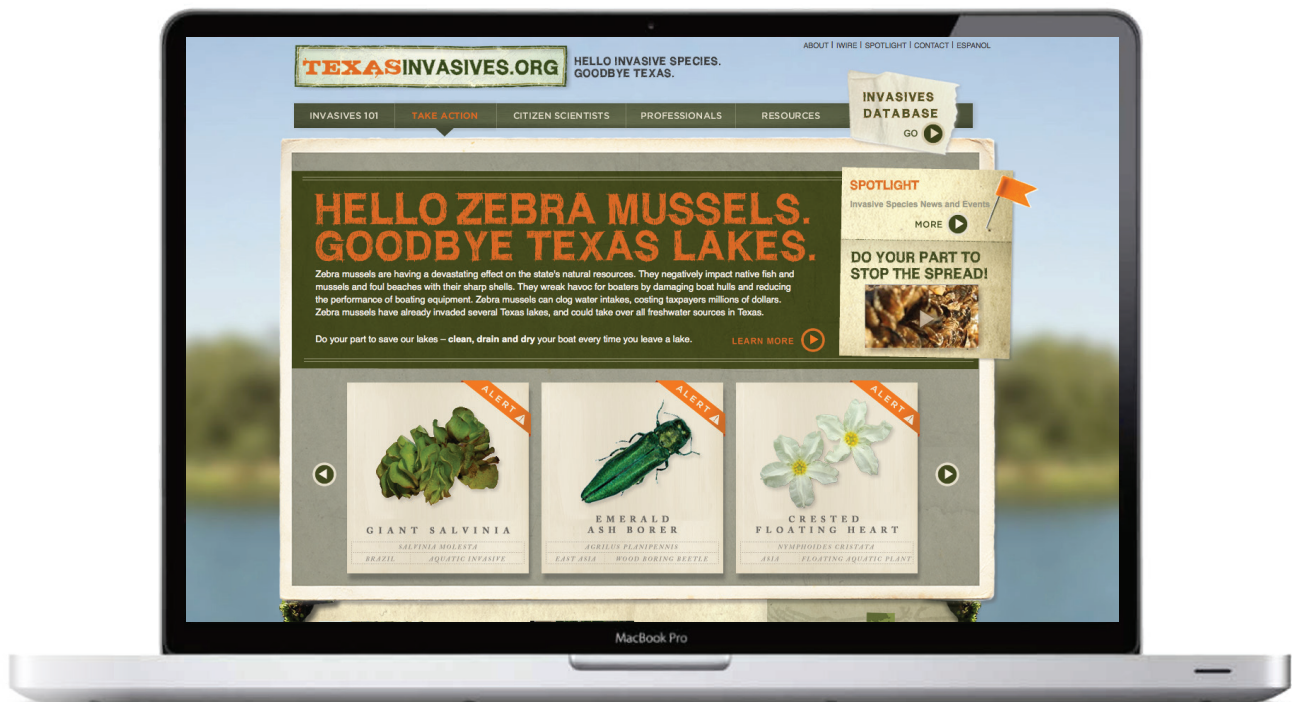 ABOUT | IWIRE | SPOTLIGHT | CONTACT | ESPANOL
TEXASINVASIVES.ORG
HELLO INVASIVE SPECIES.
GOODBYE TEXAS.
INVASIVES 101
TAKE ACTION
CITIZEN SCIENTISTS
PROFESSIONALS
RESOURCES
INVASIVES
DATABASE
GO
HELLO ZEBRA MUSSELS.
GOODBYE TEXAS LAKES.
Zebra mussels are having a devastating effect on the state's natural resources. They negatively impact native fish and
mussels and foul beaches with their sharp shells. They wreak havoc for boaters by damaging boat hulls and reducing
the performance of boating equipment. Zebra mussels can clog water intakes, costing taxpayers millions of dollars.
Zebra mussels have already invaded several Texas lakes, and could take over all freshwater sources in Texas.
Do your part to save our lakes – clean, drain and dry your boat every time you leave a lake.
LEARN MORE
SPOTLIGHT
Invasive Species News and Events
MORE
DO YOUR PART TO
STOP THE SPREAD!
ALERT
GIANT SALVINIA
SALVINIA MOLESTA
BRAZIL AQUATIC INVASIVE
ALERT
EMERALD
ASH BORER
AGRILUS PLANIPENNIS
EAST ASIA WOOD BORING BEETLE
ALERT
CRESTED
FLOATING HEART
NYMPHOIDES CRISTATA
ASIA FLOATING AQUATIC PLANT
MacBook Pro